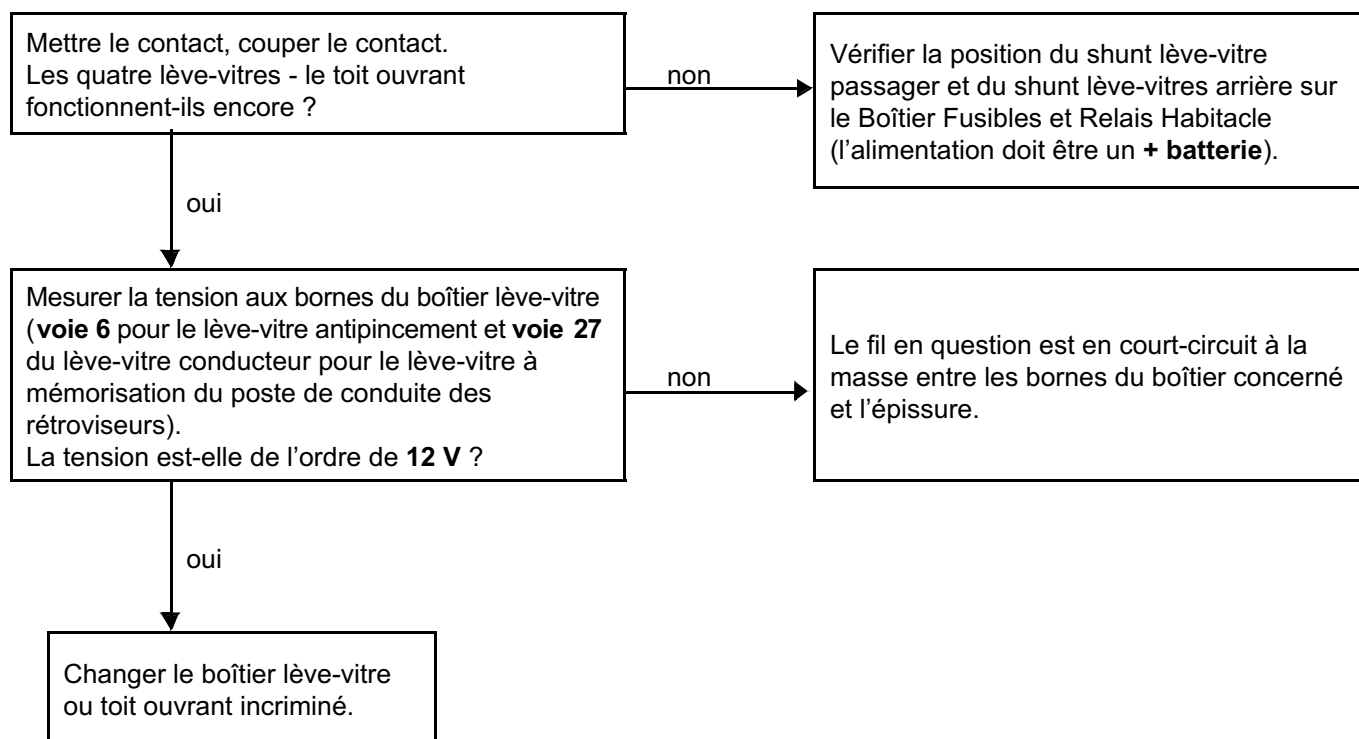 Mettre le contact, couper le contact.
Les quatre lève-vitres - le toit ouvrant
fonctionnent-ils encore ?
non
Vérifier la position du shunt lève-vitre
passager et du shunt lève-vitres arrière sur
le Boîtier Fusibles et Relais Habitacle
(l'alimentation doit être un + batterie).
oui
Mesurer la tension aux bornes du boîtier lève-vitre
(voie 6 pour le lève-vitre antipincement et voie 27
du lève-vitre conducteur pour le lève-vitre à
mémorisation du poste de conduite des
rétroviseurs).
La tension est-elle de l'ordre de 12 V ?
non
Le fil en question est en court-circuit à la
masse entre les bornes du boîtier concerné
et l'épissure.
oui
Changer le boîtier lève-vitre
ou toit ouvrant incriminé.